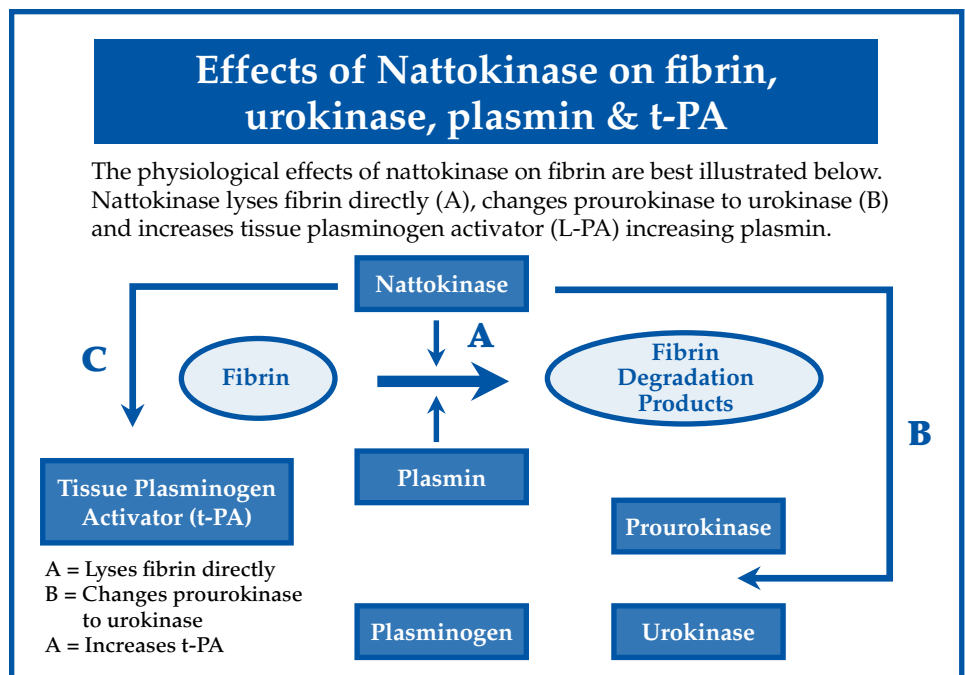 Effects of Nattokinase on fibrin,
urokinase, plasmin & t-PA
The physiological effects of nattokinase on fibrin are best illustrated below.
Nattokinase lyses fibrin directly (A), changes prourokinase to urokinase (B)
and increases tissue plasminogen activator (L-PA) increasing plasmin.
Nattokinase
A
C
Fibrin
Fibrin
Degradation
Products
B
Plasmin
Tissue Plasminogen
Activator (t-PA)
Prourokinase
A = Lyses fibrin directly
B = Changes prourokinase
to urokinase
A = Increases t-PA
Plasminogen
Urokinase